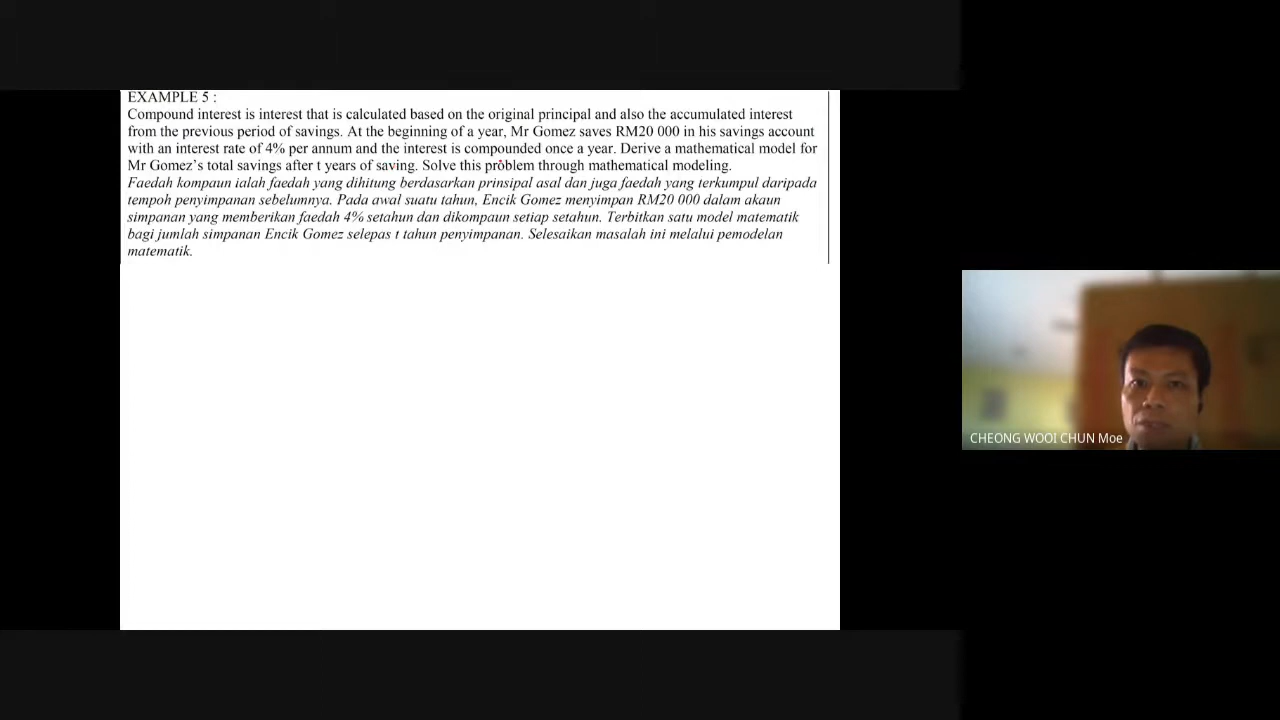 EXAMPLE 5 :
Compound interest is interest that is calculated based on the original principal and also the accumulated interest
from the previous period of savings. At the beginning of a year, Mr Gomez saves RM20 000 in his savings account
with an interest rate of 4% per annum and the interest is compounded once a year. Derive a mathematical model for
Mr Gomez's total savings after t years of saving. Solve this problem through mathematical modeling.
Faedah kompaun ialah faedah yang dihitung berdasarkan prinsipal asal dan juga faedah yang terkumpul daripada
tempoh penyimpanan sebelumnya. Pada awal suatu tahun, Encik Gomez menyimpan RM20 000 dalam akaun
simpanan yang memberikan faedah 4% setahun dan dikompaun setiap setahun. Terbitkan satu model matematik
bagi jumlah simpanan Encik Gomez selepas t tahun penyimpanan. Selesaikan masalah ini melalui pemodelan
matematik.
CHEONG WOOI CHUN Moe